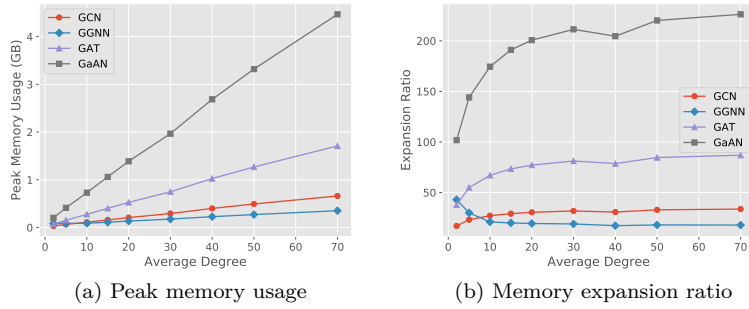 GCN
GGNN
GAT
GaAN
Peak Memory Usage (GB)
4
3
2
1
0
0 10 20 30 40 50 60 70
Average Degree
(a) Peak memory usage
GCN
GGNN
GAT
GaAN
Expansion Ratio
200
150
100
50
0 10 20 30 40 50 60 70
Average Degree
(b) Memory expansion ratio